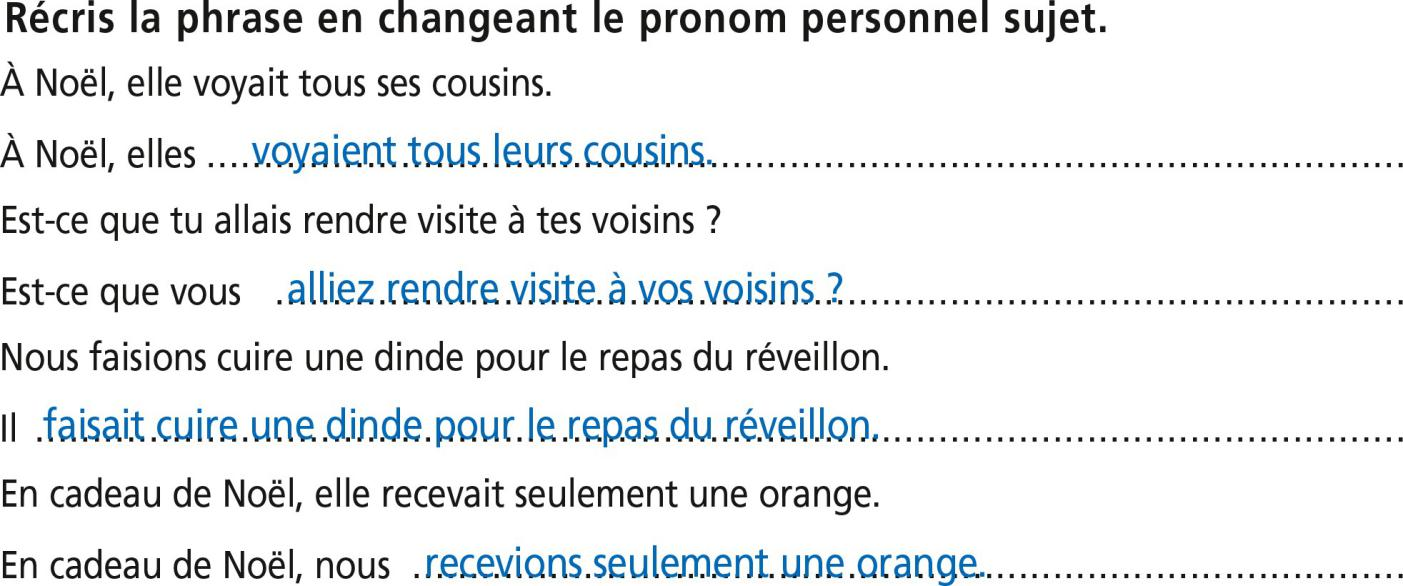 Récris la phrase en changeant le pronom personnel sujet.
À Noël, elle voyait tous ses cousins.
À Noël, elles ....voyaient tous leurs cousins.
Est-ce que tu allais rendre visite à tes voisins ?
Est-ce que vous alliez rendre visite à vos voisins ?
Nous faisions cuire une dinde pour le repas du réveillon.
Il faisait cuire une dinde pour le repas du réveillon.
En cadeau de Noël, elle recevait seulement une orange.
En cadeau de Noël, nous recevions seulement une orange.